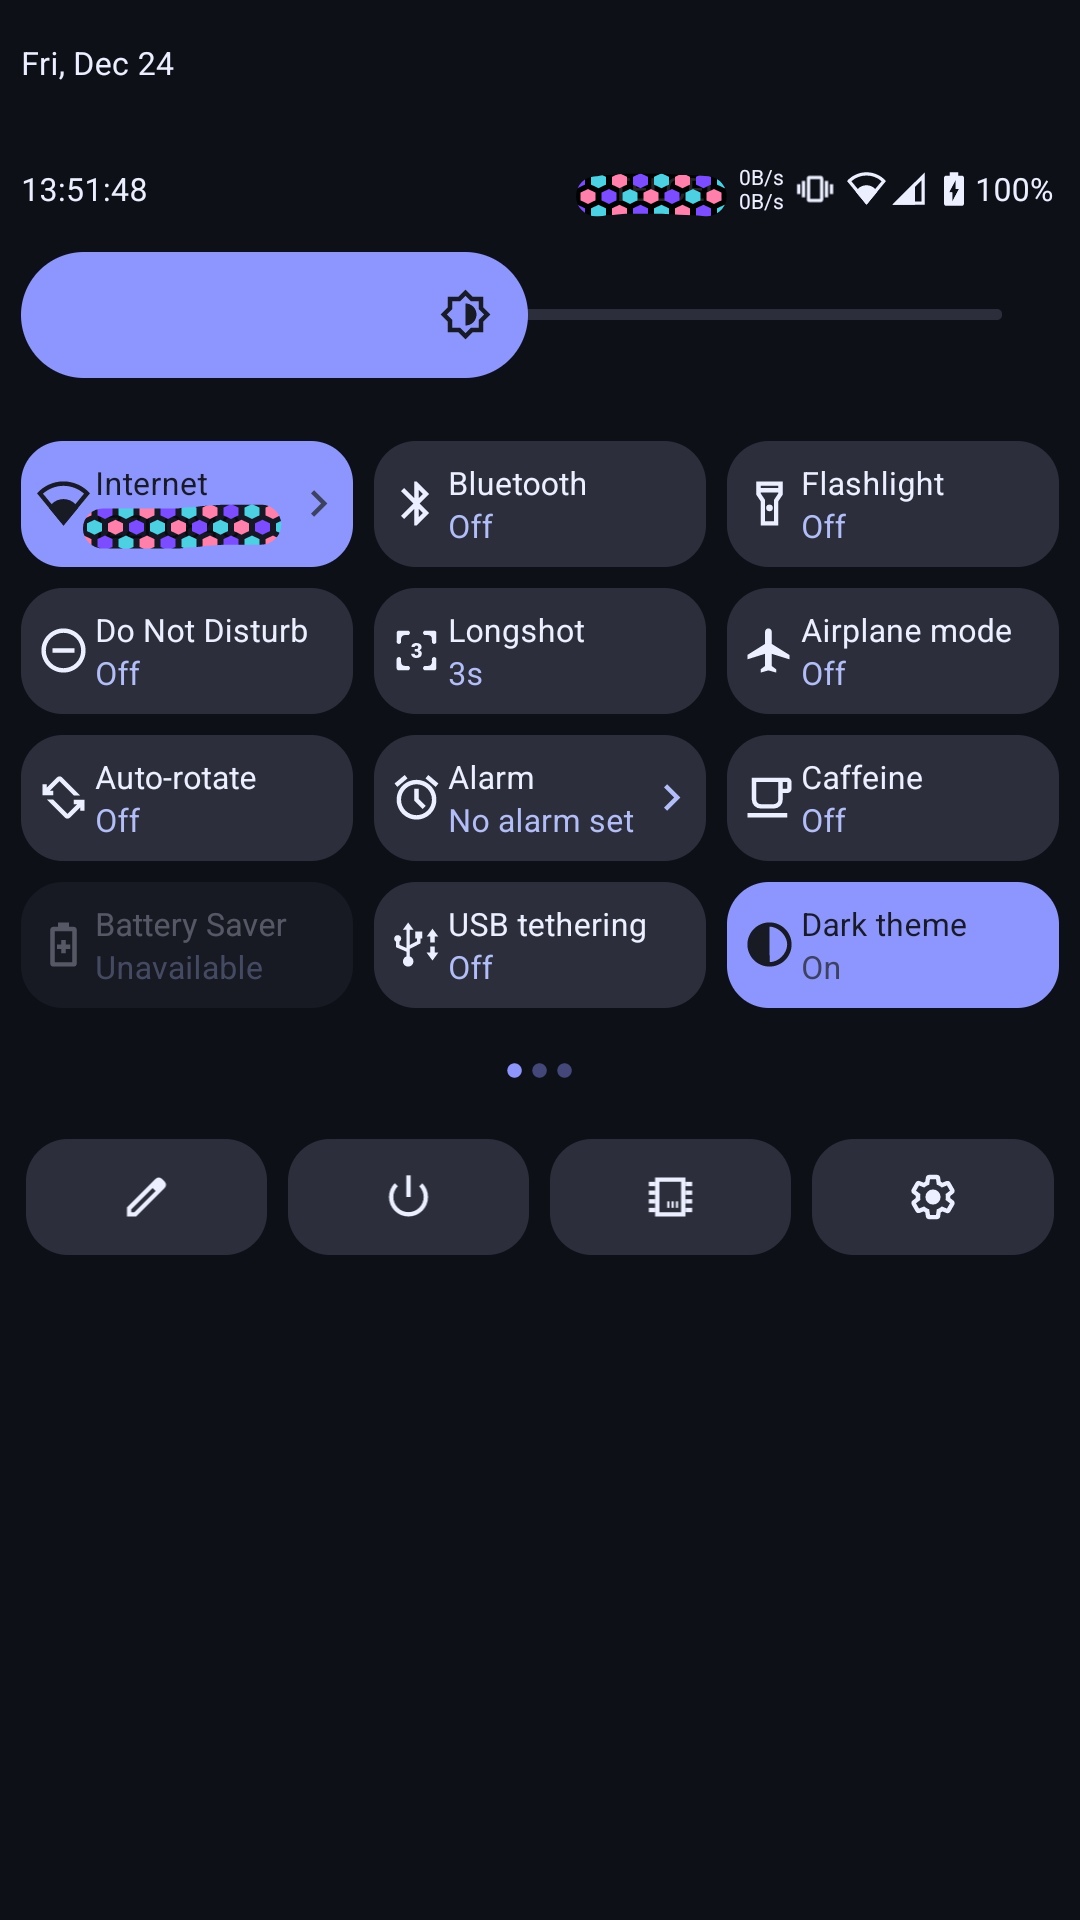 Fri, Dec 24
13:51:48
0B/s
0B/s
100%
Internet
Bluetooth
Off
Flashlight
Off
Do Not Disturb
Off
Longshot
3s
3
Airplane mode
Off
Auto-rotate
Off
Alarm
No alarm set
Caffeine
Off
Battery Saver
Unavailable
USB tethering
Off
Dark theme
On